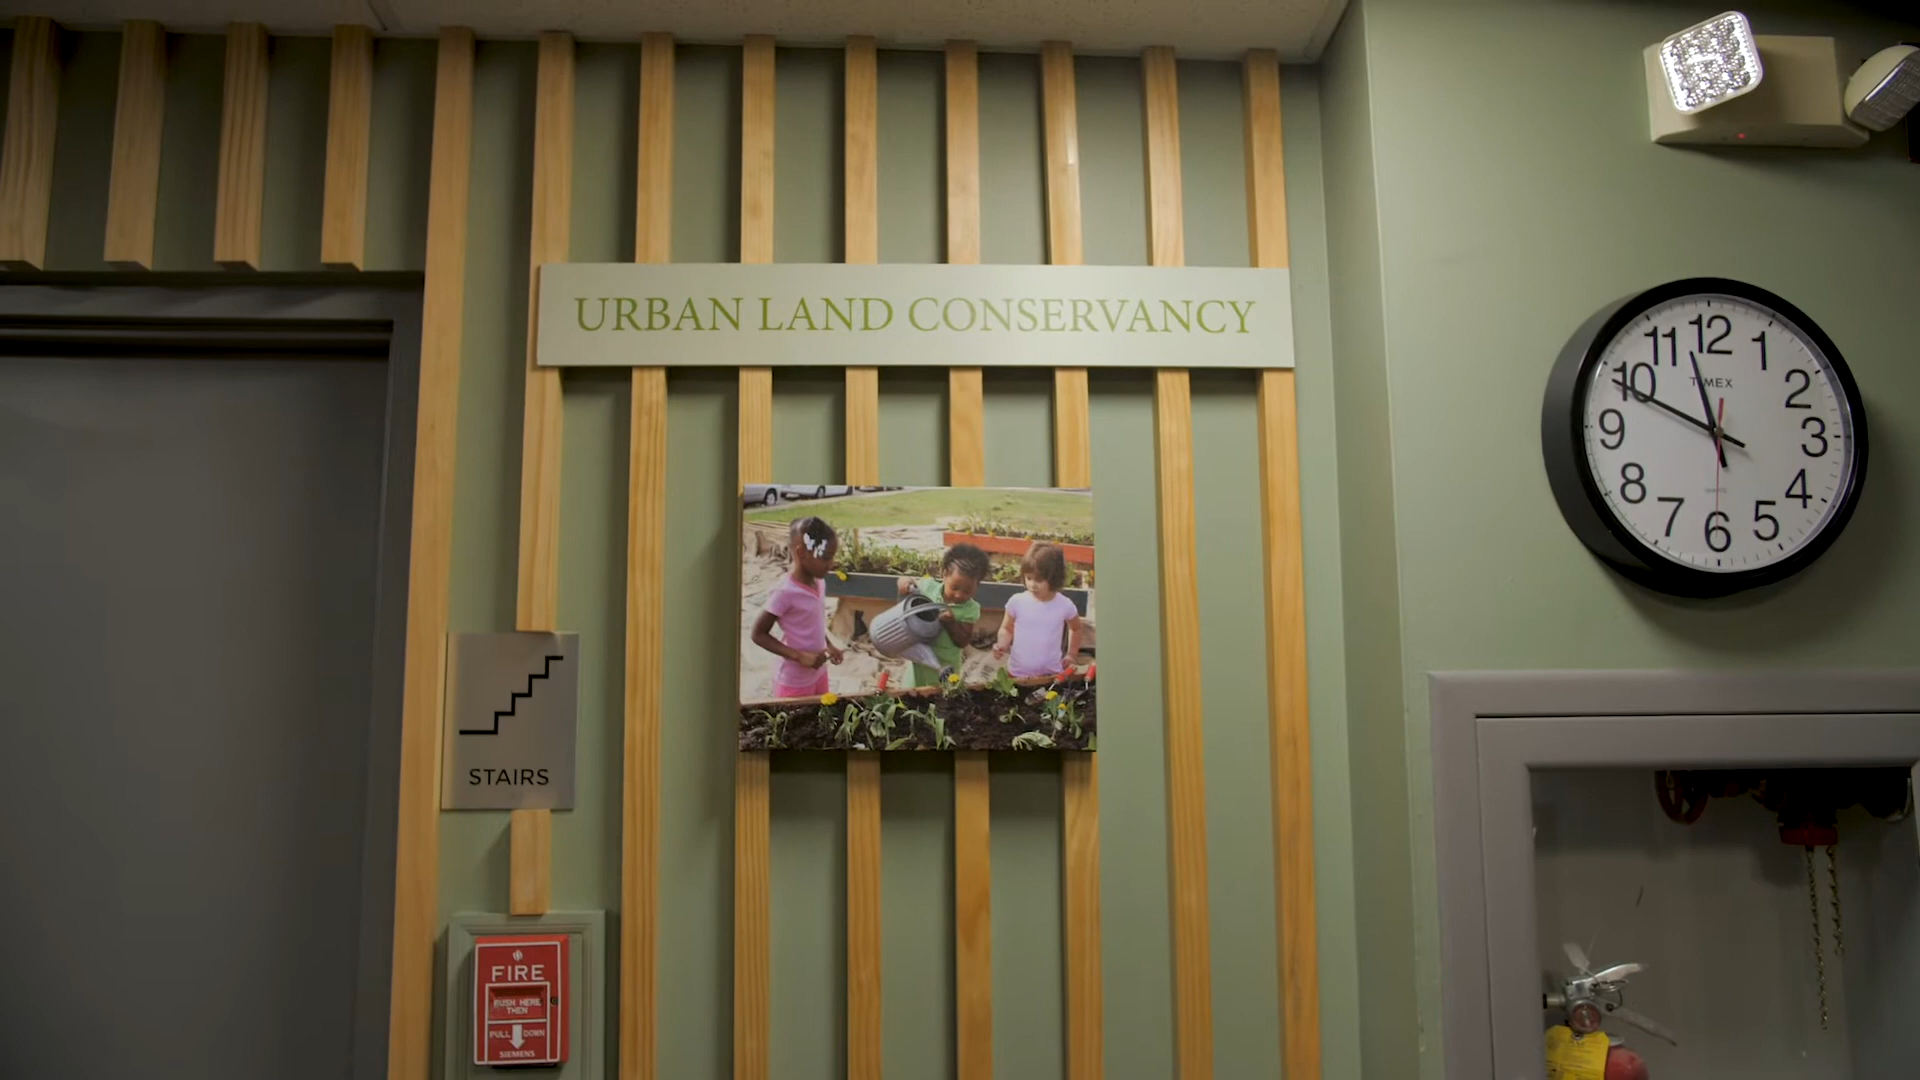 URBAN LAND CONSERVANCY
12
1
2
3
4
5
6
7
8
9
10
11
TIMEX
STAIRS
FIRE
PUSH HERE
THEN
PULL DOWN
SIEMENS